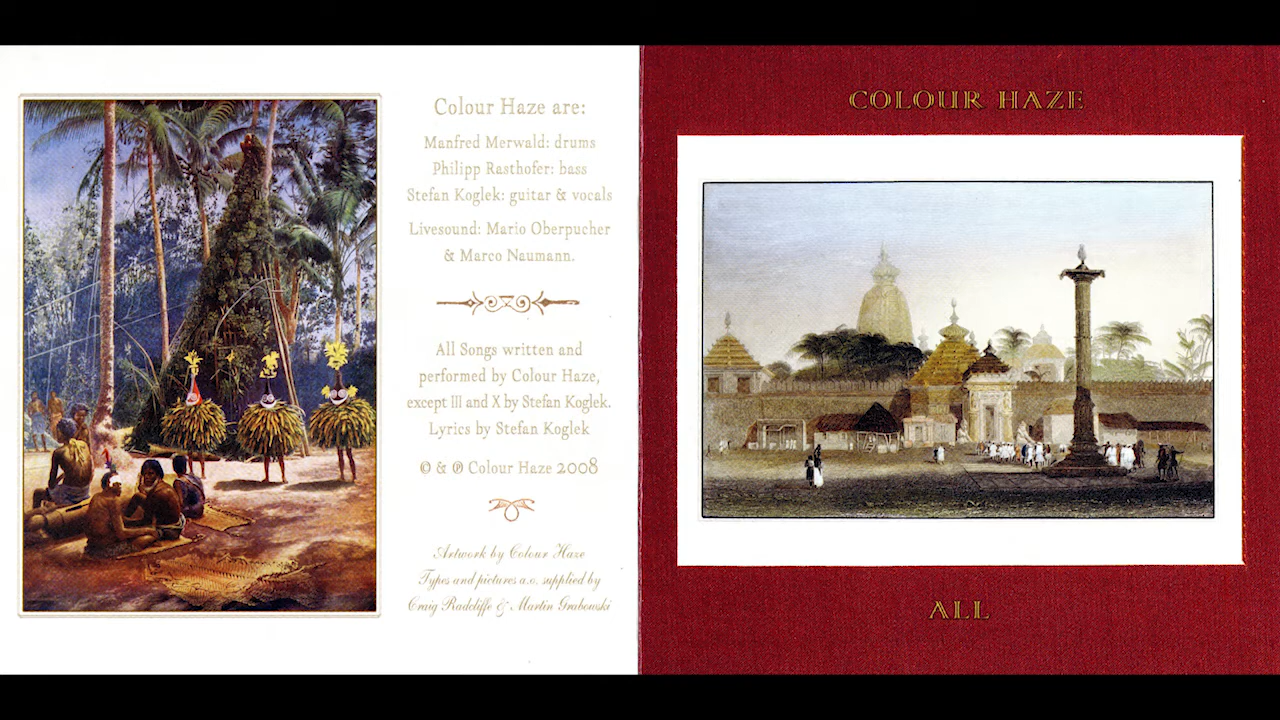 Colour Haze are:
Manfred Merwald: drums
Philipp Rasthofer: bass
Stefan Koglek: guitar & vocals
Livesound: Mario Oberpucher
& Marco Naumann.
All Songs written and
performed by Colour Haze,
except III and X by Stefan Koglek.
Lyrics by Stefan Koglek
© & ℗ Colour Haze 2008
Artwork by Colour Haze
Types and pictures a.o. supplied by
Craig Radcliffe & Martin Grabowski
COLOUR HAZE
ALL